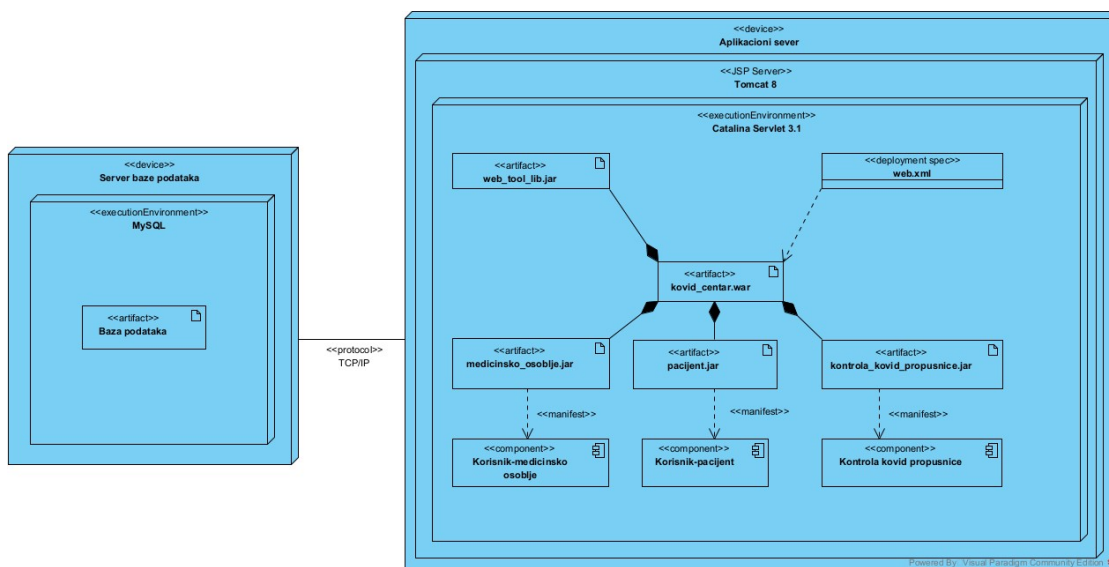 <<device>>
Aplikacioni sever
<<JSP Server>>
Tomcat 8
<<executionEnvironment>>
Catalina Servlet 3.1
<<device>>
Server baze podataka
<<executionEnvironment>>
MySQL
<<artifact>>
Baza podataka
<<protocol>>
TCP/IP
<<artifact>>
web_tool_lib.jar
<<deployment spec>>
web.xml
<<artifact>>
kovid_centar.war
<<artifact>>
medicinsko_osoblje.jar
<<artifact>>
pacijent.jar
<<artifact>>
kontrola_kovid_propusnice.jar
<<manifest>>
<<manifest>>
<<manifest>>
<<component>>
Korisnik-medicinsko
osoblje
<<component>>
Korisnik-pacijent
<<component>>
Kontrola kovid propusnice
Powered By Visual Paradigm Community Edition